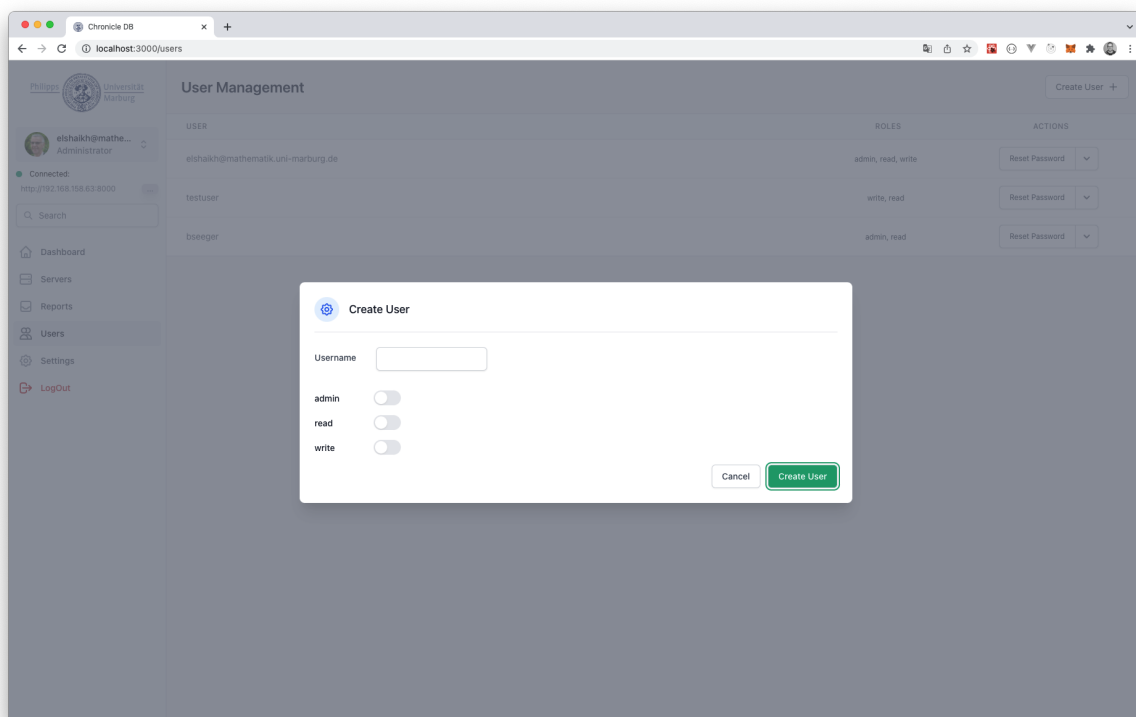 Chronicle DB
localhost:3000/users
Philipps Universität
Marburg
User Management
Create User +
elshaikh@mathe...
Administrator
Connected:
http://192.168.158.63:8000 ...
Search
Dashboard
Servers
Reports
Users
Settings
LogOut
USER ROLES ACTIONS
elshaikh@mathematik.uni-marburg.de admin, read, write Reset Password
testuser write, read Reset Password
bseeger admin, read Reset Password
Create User
Username
admin
read
write
Cancel Create User